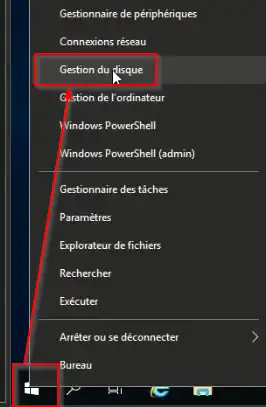 Gestionnaire de périphériques
Connexions réseau
Gestion du disque
Gestion de l'ordinateur
Windows PowerShell
Windows PowerShell (admin)
Gestionnaire des tâches
Paramètres
Explorateur de fichiers
Rechercher
Exécuter
Arrêter ou se déconnecter
Bureau